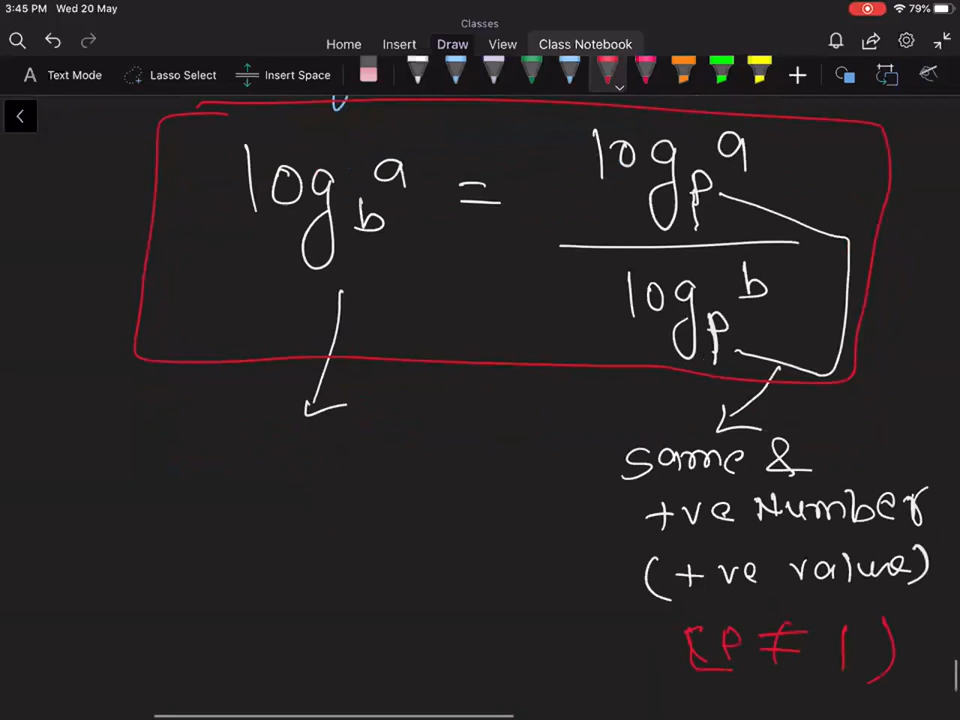 3:45 PM Wed 20 May
79%
Classes
Home Insert Draw View Class Notebook
A Text Mode Lasso Select Insert Space
log_b a = log_p a
log_p b
same &
+ve Number
(+ve value)
(P ≠ 1)